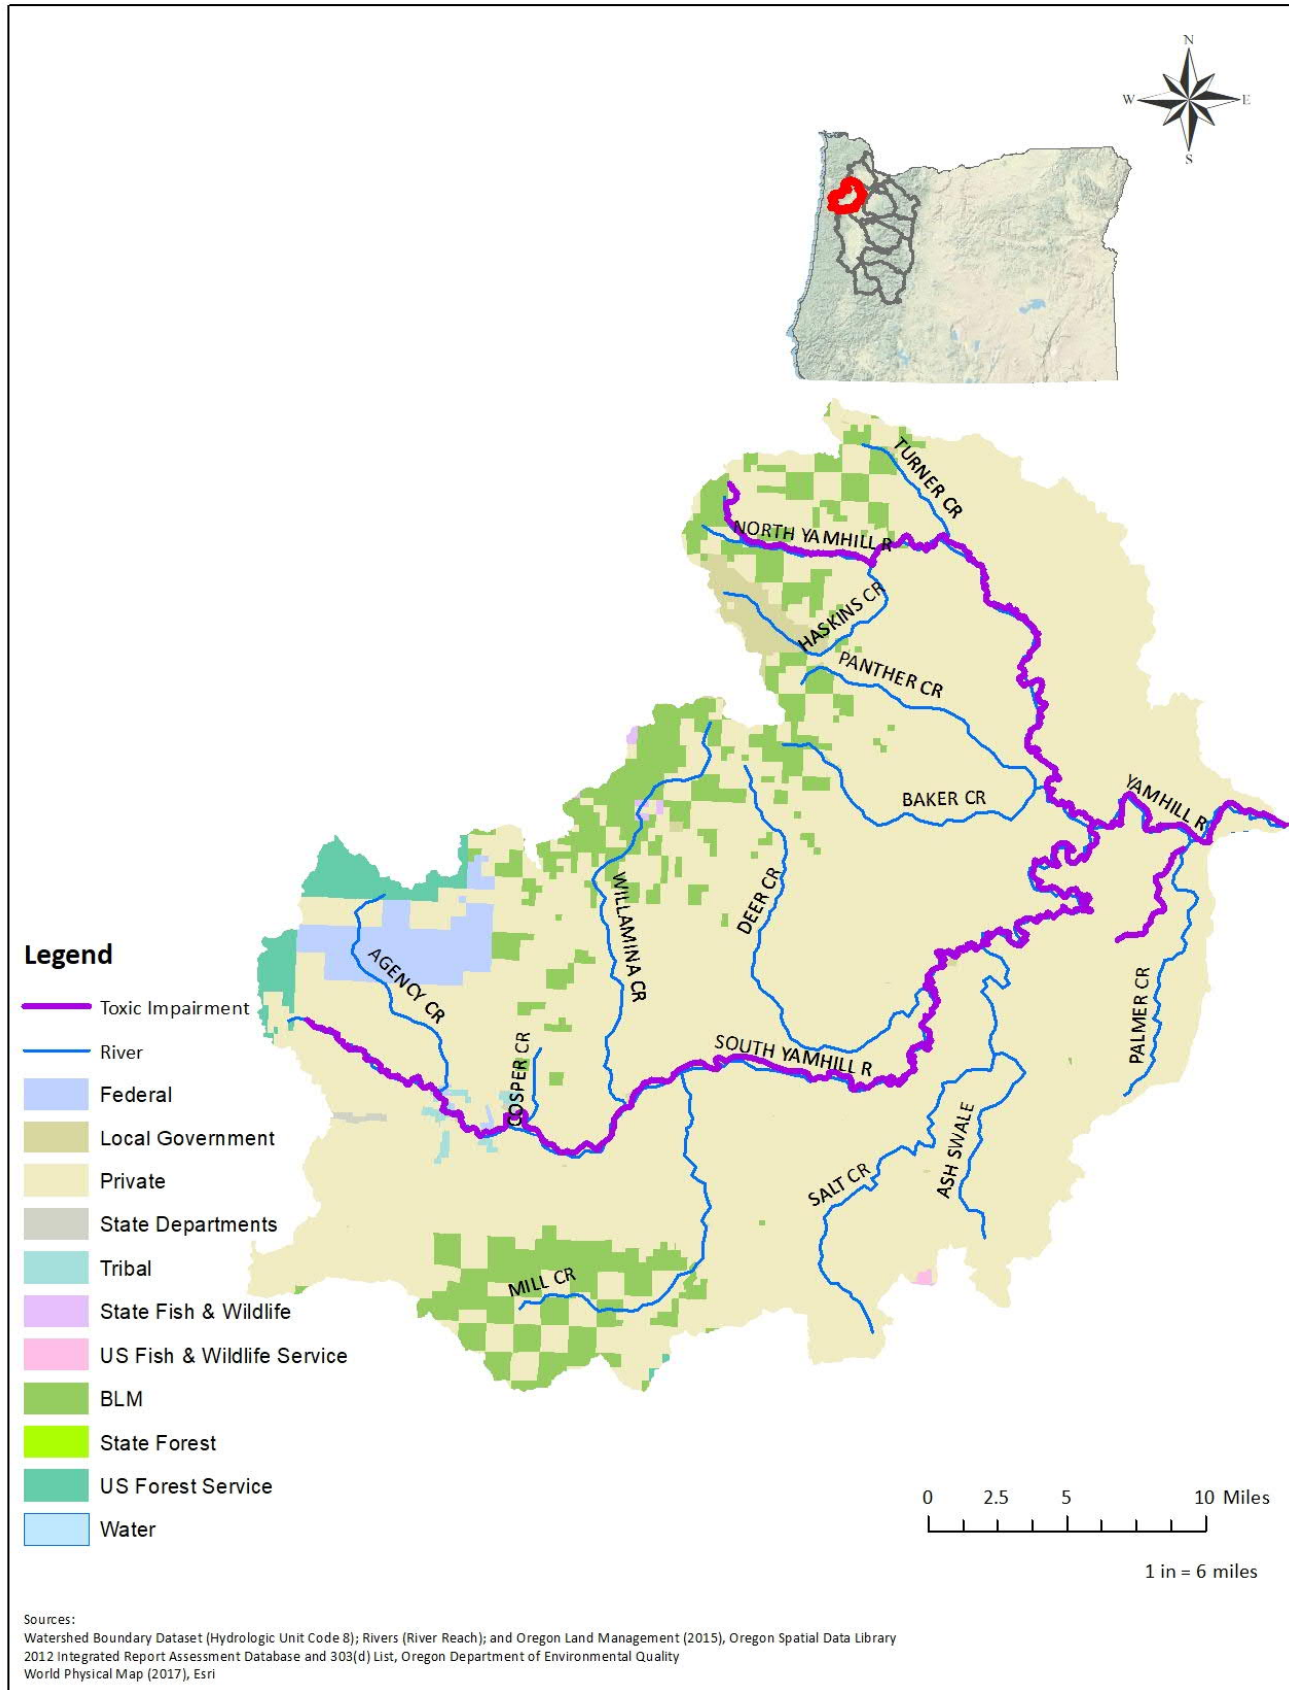 N
W
E
S
TURNER CR
NORTH YAMHILL R
HASKINS CR
PANTHER CR
YAMHILL R
BAKER CR
WILLAMINA CR
DEER CR
Legend
AGENCY CR
PALMER CR
Toxic Impairment
COSPER CR
SOUTH YAMHILL R
River
Federal
Local Government
ASH SWALE
SALT CR
Private
State Departments
Tribal
MILL CR
State Fish & Wildlife
US Fish & Wildlife Service
BLM
State Forest
US Forest Service
Water
0 2.5 5 10 Miles
1 in = 6 miles
Sources:
Watershed Boundary Dataset (Hydrologic Unit Code 8); Rivers (River Reach); and Oregon Land Management (2015), Oregon Spatial Data Library
2012 Integrated Report Assessment Database and 303(d) List, Oregon Department of Environmental Quality
World Physical Map (2017), Esri